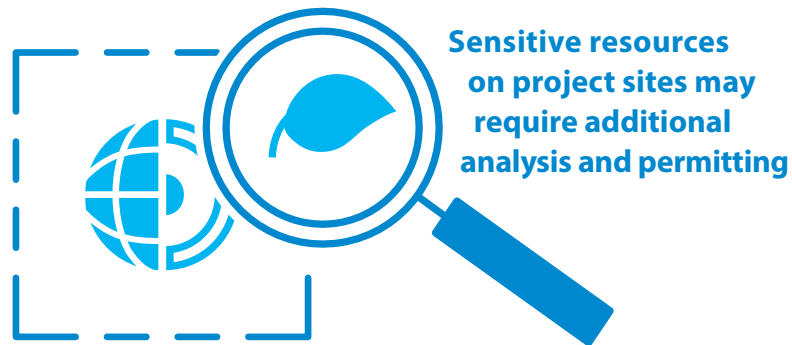 Sensitive resources
on project sites may
require additional
analysis and permitting